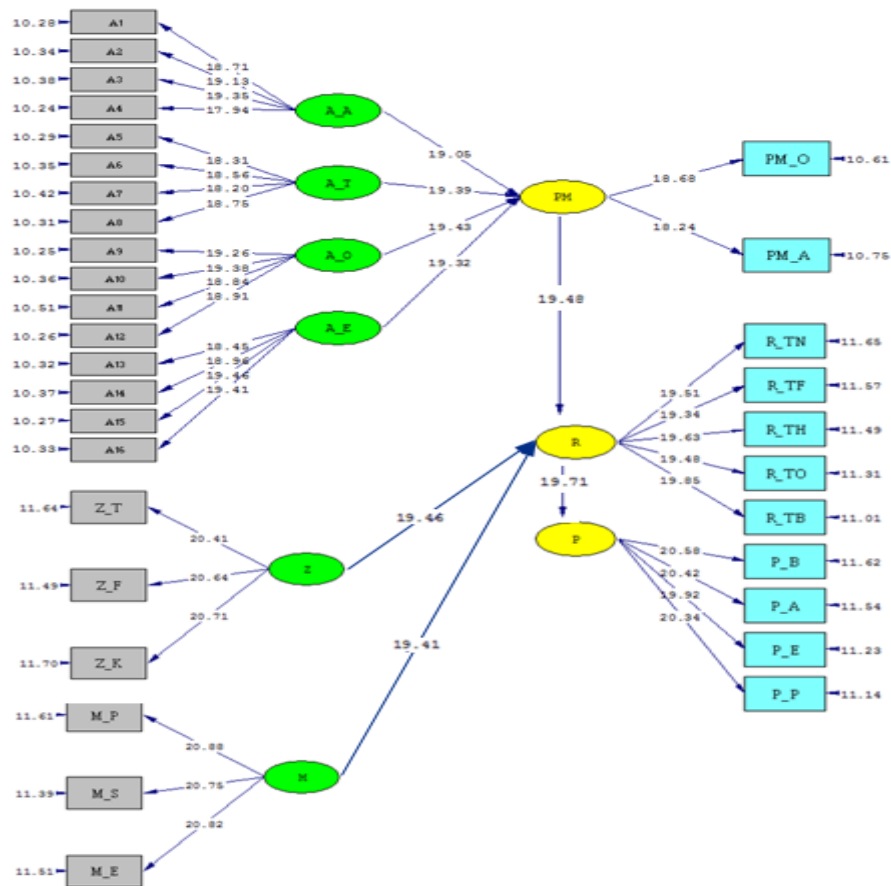 10.28 A1
10.34 A2
10.38 A3
10.24 A4
10.29 A5
10.35 A6
10.42 A7
10.31 A8
10.25 A9
10.36 A10
10.51 A11
10.26 A12
10.32 A13
10.37 A14
10.27 A15
10.33 A16
18.71
19.13
19.35
17.94
18.31
18.56
18.20
18.75
19.26
19.38
18.84
18.91
18.45
18.96
19.46
19.41
A_A
A_T
A_O
A_E
19.05
19.39
19.43
19.32
PM
18.68
18.24
PM_O 10.61
PM_A 10.75
19.48
R
19.51
19.34
19.63
19.48
19.85
R_TN 11.65
R_TF 11.57
R_TH 11.49
R_TO 11.31
R_TB 11.01
19.71
P
20.58
20.42
19.92
20.34
P_B 11.62
P_A 11.54
P_E 11.23
P_P 11.14
11.64 Z_T
11.49 Z_F
11.70 Z_K
20.41
20.64
20.71
Z
19.46
11.61 M_P
11.39 M_S
11.51 M_E
20.88
20.75
20.82
M
19.41